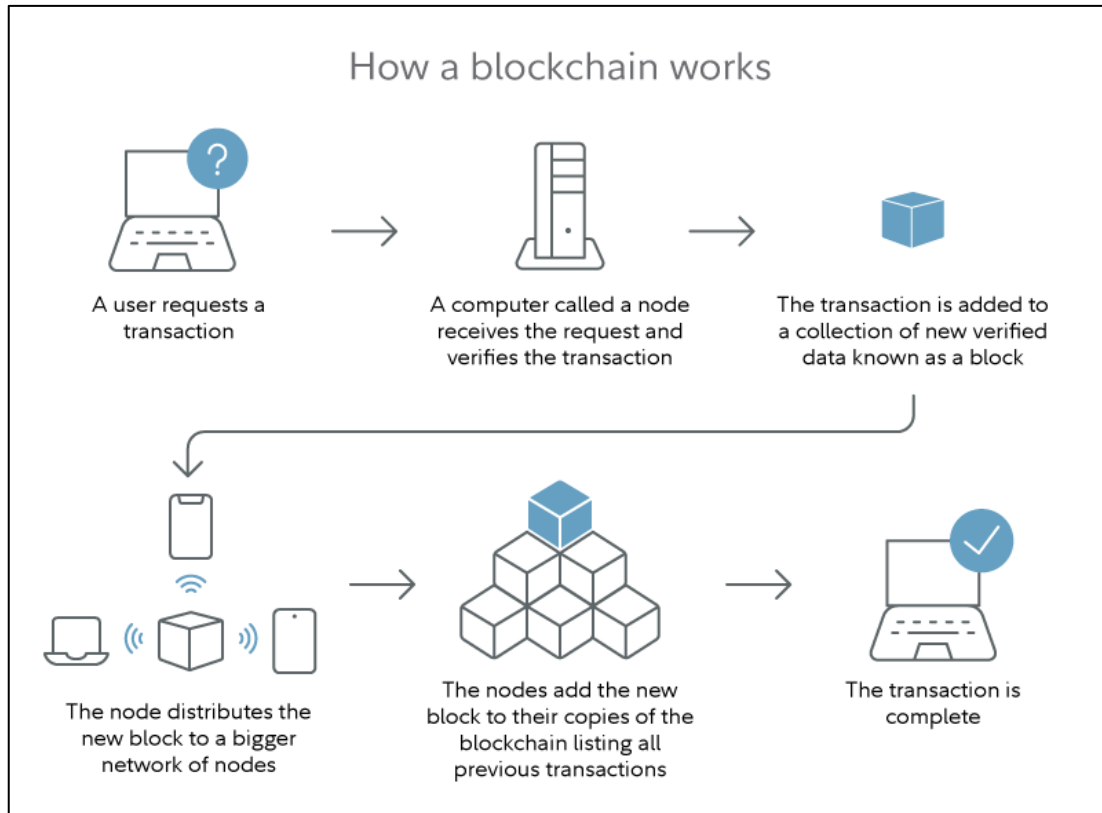 How a blockchain works
?
A user requests a
transaction
A computer called a node
receives the request and
verifies the transaction
The transaction is added to
a collection of new verified
data known as a block
The node distributes the
new block to a bigger
network of nodes
The nodes add the new
block to their copies of the
blockchain listing all
previous transactions
The transaction is
complete